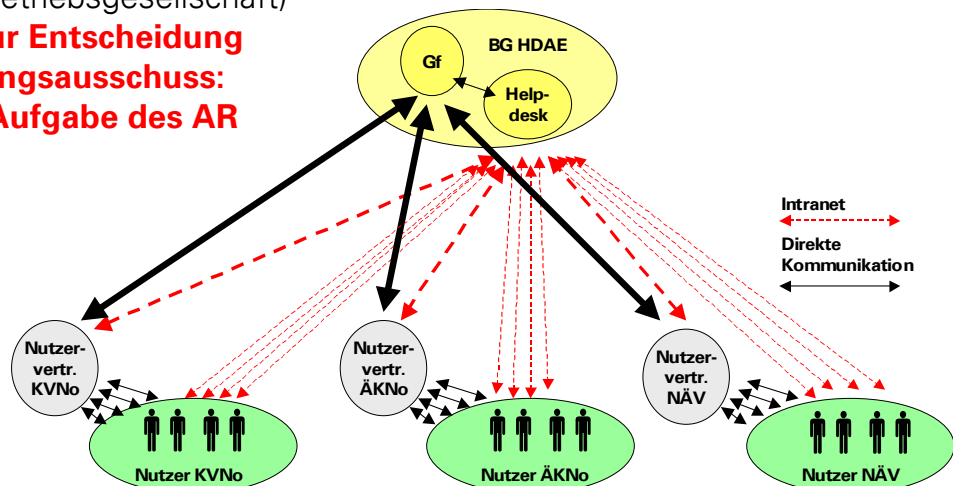 etriebsgesellschaft)
ur Entscheidung
ngsausschuss:
Aufgabe des AR
BG HDAE
Gf
Help-
desk
Intranet
Direkte
Kommunikation
Nutzer-
vertr.
KVNo
Nutzer-
vertr.
ÄKNo
Nutzer-
vertr.
NÄV
Nutzer KVNo
Nutzer ÄKNo
Nutzer NÄV